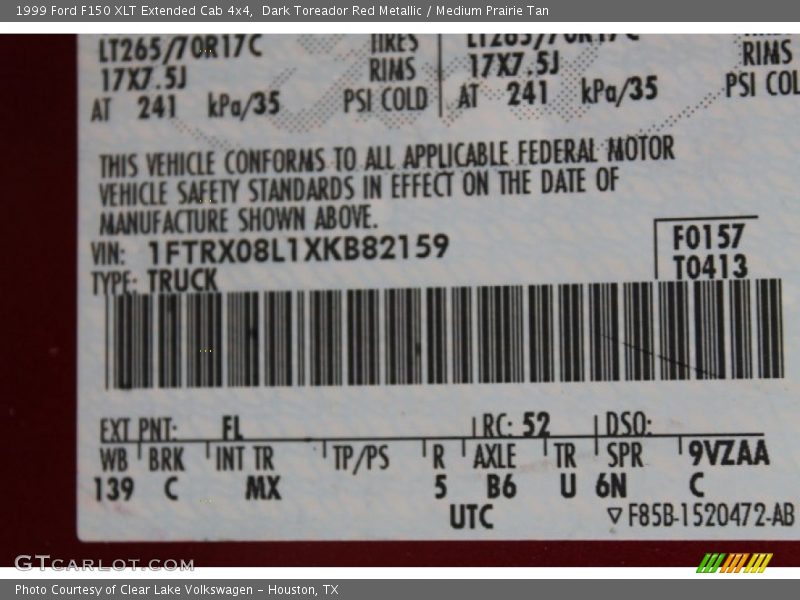 1999 Ford F150 XLT Extended Cab 4x4,  Dark Toreador Red Metallic / Medium Prairie Tan
LT265/70R17C TIRES LT265/70R17C
17X7.5J RIMS 17X7.5J RIMS
AT 241 kPa/35 PSI COLD AT 241 kPa/35 PSI COL
THIS VEHICLE CONFORMS TO ALL APPLICABLE FEDERAL MOTOR
VEHICLE SAFETY STANDARDS IN EFFECT ON THE DATE OF
MANUFACTURE SHOWN ABOVE.
VIN: 1FTRX08L1XKB82159 F0157
TYPE: TRUCK T0413
EXT PNT: FL RC: 52 DSO:
WB BRK INT TR TP/PS R AXLE TR SPR 9VZAA
139 C MX 5 B6 U 6N C
UTC ▽F85B-1520472-AB
GTCARLOT.COM
Photo Courtesy of Clear Lake Volkswagen – Houston, TX